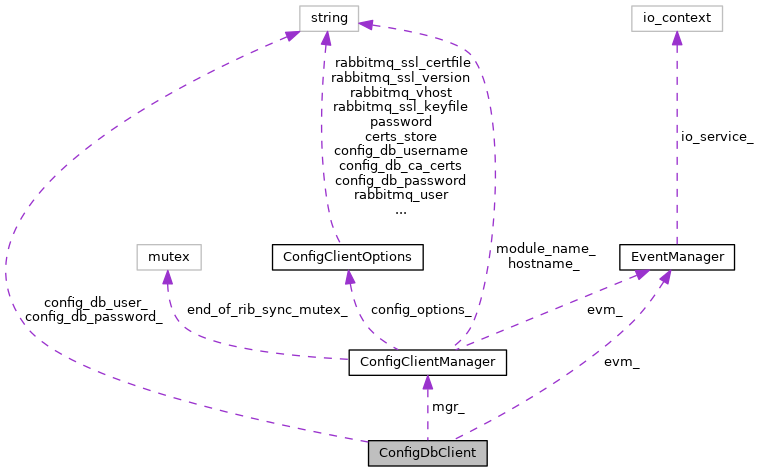 string
io_context
rabbitmq_ssl_certfile
rabbitmq_ssl_version
rabbitmq_vhost
rabbitmq_ssl_keyfile
password
certs_store
config_db_username
config_db_ca_certs
config_db_password
rabbitmq_user
...
io_service_
mutex
ConfigClientOptions
EventManager
module_name_
hostname_
config_db_user_
config_db_password_
end_of_rib_sync_mutex_
config_options_
evm_
ConfigClientManager
evm_
mgr_
ConfigDbClient